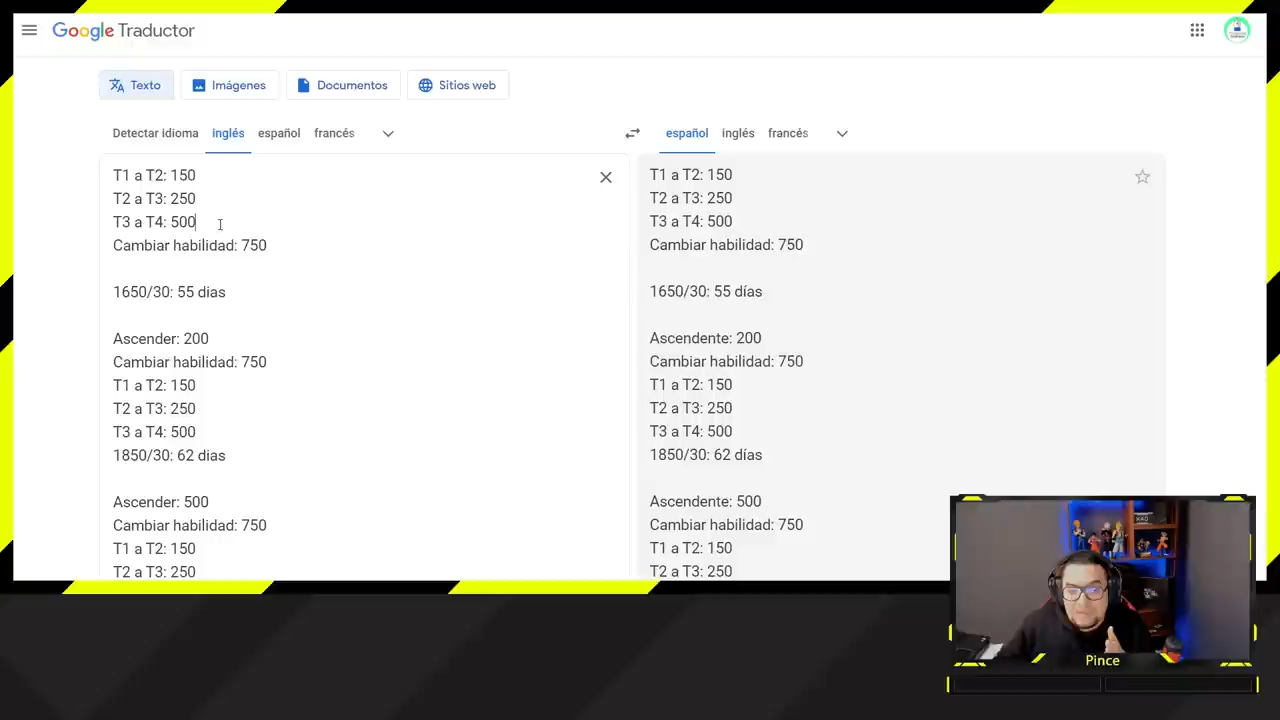 Google Traductor
Texto
Imágenes
Documentos
Sitios web
Detectar idioma
inglés
español
francés
español
inglés
francés
T1 a T2: 150
T2 a T3: 250
T3 a T4: 500
Cambiar habilidad: 750
1650/30: 55 dias
Ascender: 200
Cambiar habilidad: 750
T1 a T2: 150
T2 a T3: 250
T3 a T4: 500
1850/30: 62 dias
Ascender: 500
Cambiar habilidad: 750
T1 a T2: 150
T2 a T3: 250
T1 a T2: 150
T2 a T3: 250
T3 a T4: 500
Cambiar habilidad: 750
1650/30: 55 días
Ascendente: 200
Cambiar habilidad: 750
T1 a T2: 150
T2 a T3: 250
T3 a T4: 500
1850/30: 62 dias
Ascendente: 500
Cambiar habilidad: 750
T1 a T2: 150
T2 a T3: 250
Pince